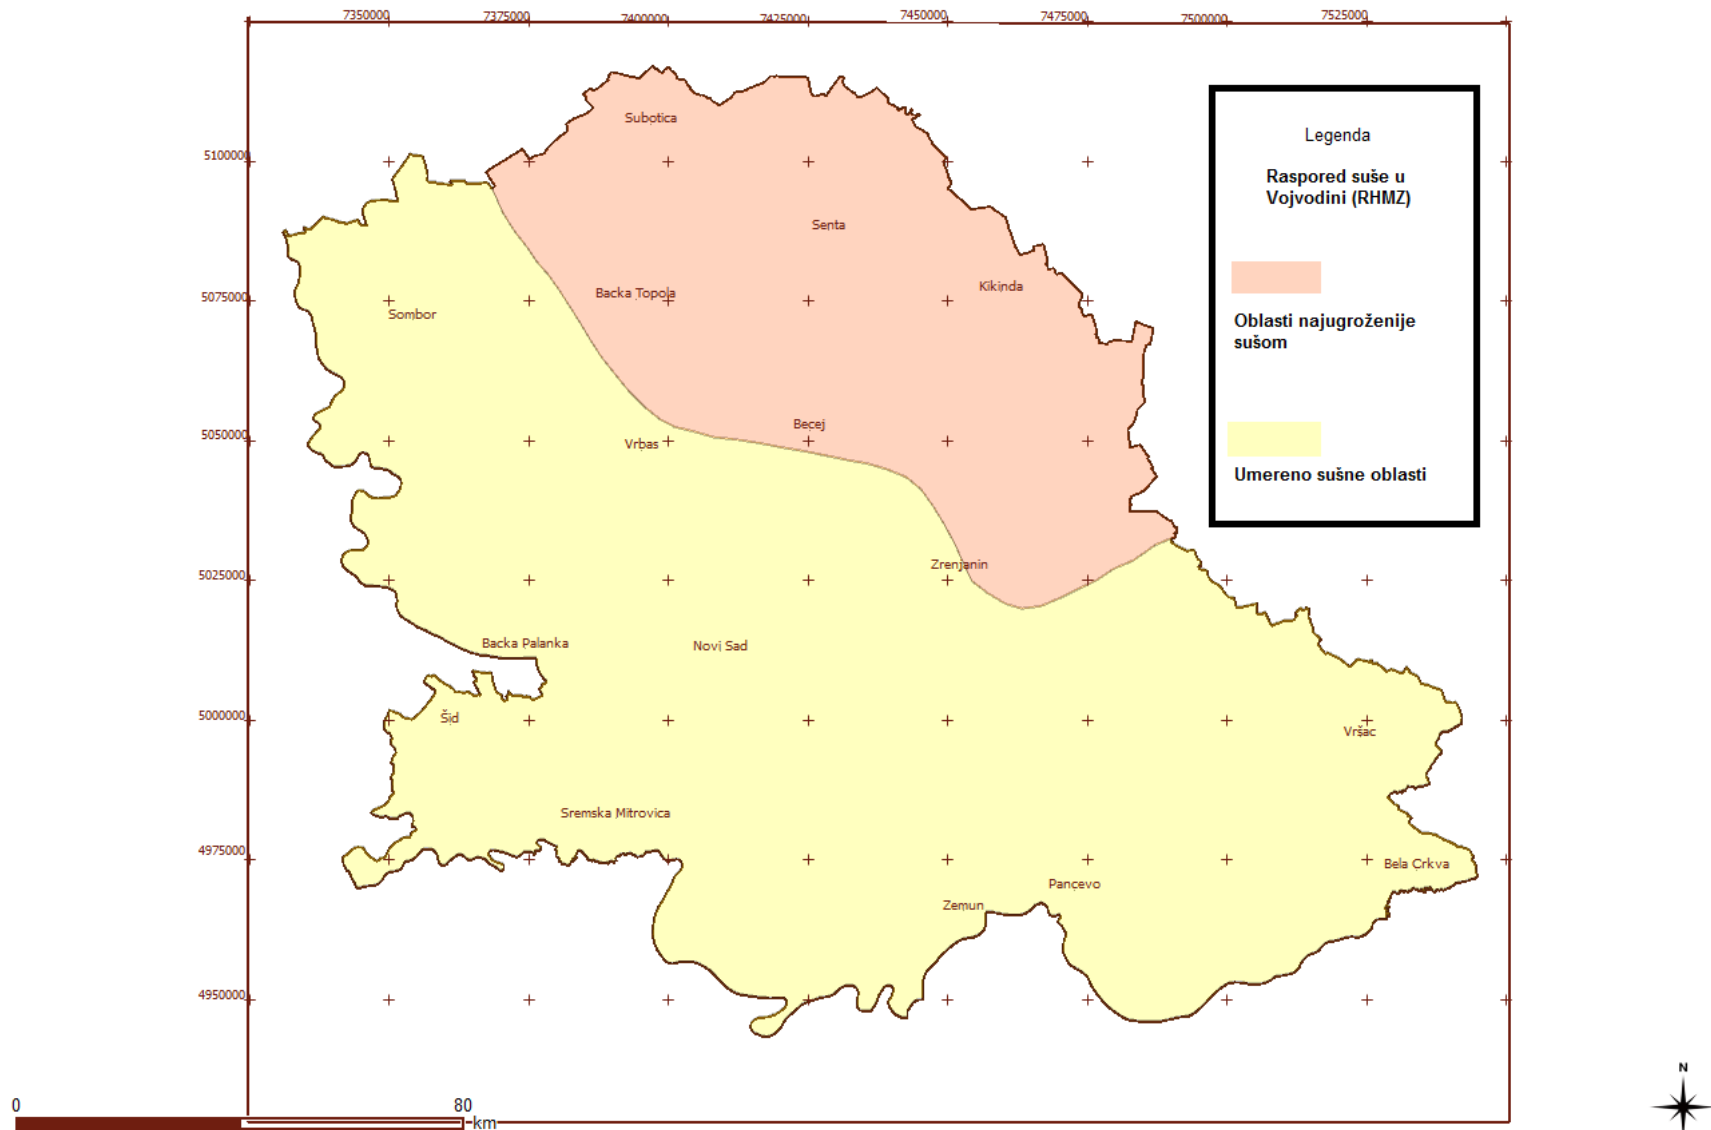 7350000 7375000 7400000 7425000 7450000 7475000 7500000 7525000
Legenda
Raspored suše u
Vojvodini (RHMZ)
Oblasti najugroženije
sušom
Umereno sušne oblasti
5100000
5075000
5050000
5025000
5000000
4975000
4950000
Subotica
Senta
Kikinda
Backa Topola
Sombor
Becej
Vrbas
Zrenjanin
Backa Palanka
Novi Sad
Šid
Vršac
Sremska Mitrovica
Bela Crkva
Pancevo
Zemun
N
0 80
km